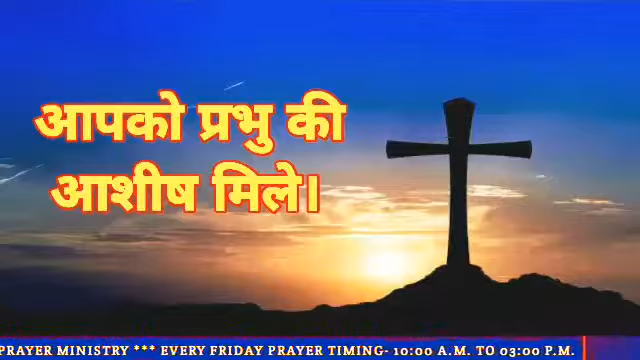 आपको प्रभु की
आशीष मिले।
PRAYER MINISTRY *** EVERY FRIDAY PRAYER TIMING- 10:00 A.M. TO 03:00 P.M.